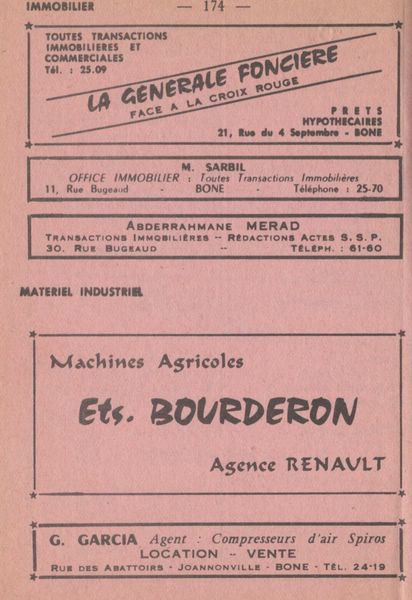 IMMOBILIER — 174 —
TOUTES TRANSACTIONS
IMMOBILIERES ET
COMMERCIALES
Tél. : 25.09
LA GENERALE FONCIERE
FACE A LA CROIX ROUGE
PRETS
HYPOTHECAIRES
21, Rue du 4 Septembre - BONE
M. SARBIL
OFFICE IMMOBILIER : Toutes Transactions Immobilières
11, Rue Bugeaud - BONE - Téléphone : 25-70
ABDERRAHMANE MERAD
TRANSACTIONS IMMOBILIÈRES -- RÉDACTIONS ACTES S. S. P.
30. RUE BUGEAUD -- TÉLÉPH. : 61-60
MATERIEL INDUSTRIEL
Machines Agricoles
Ets. BOURDERON
Agence RENAULT
G. GARCIA Agent : Compresseurs d'air Spiros
LOCATION -- VENTE
RUE DES ABATTOIRS - JOANNONVILLE - BONE - TÉL. 24-19